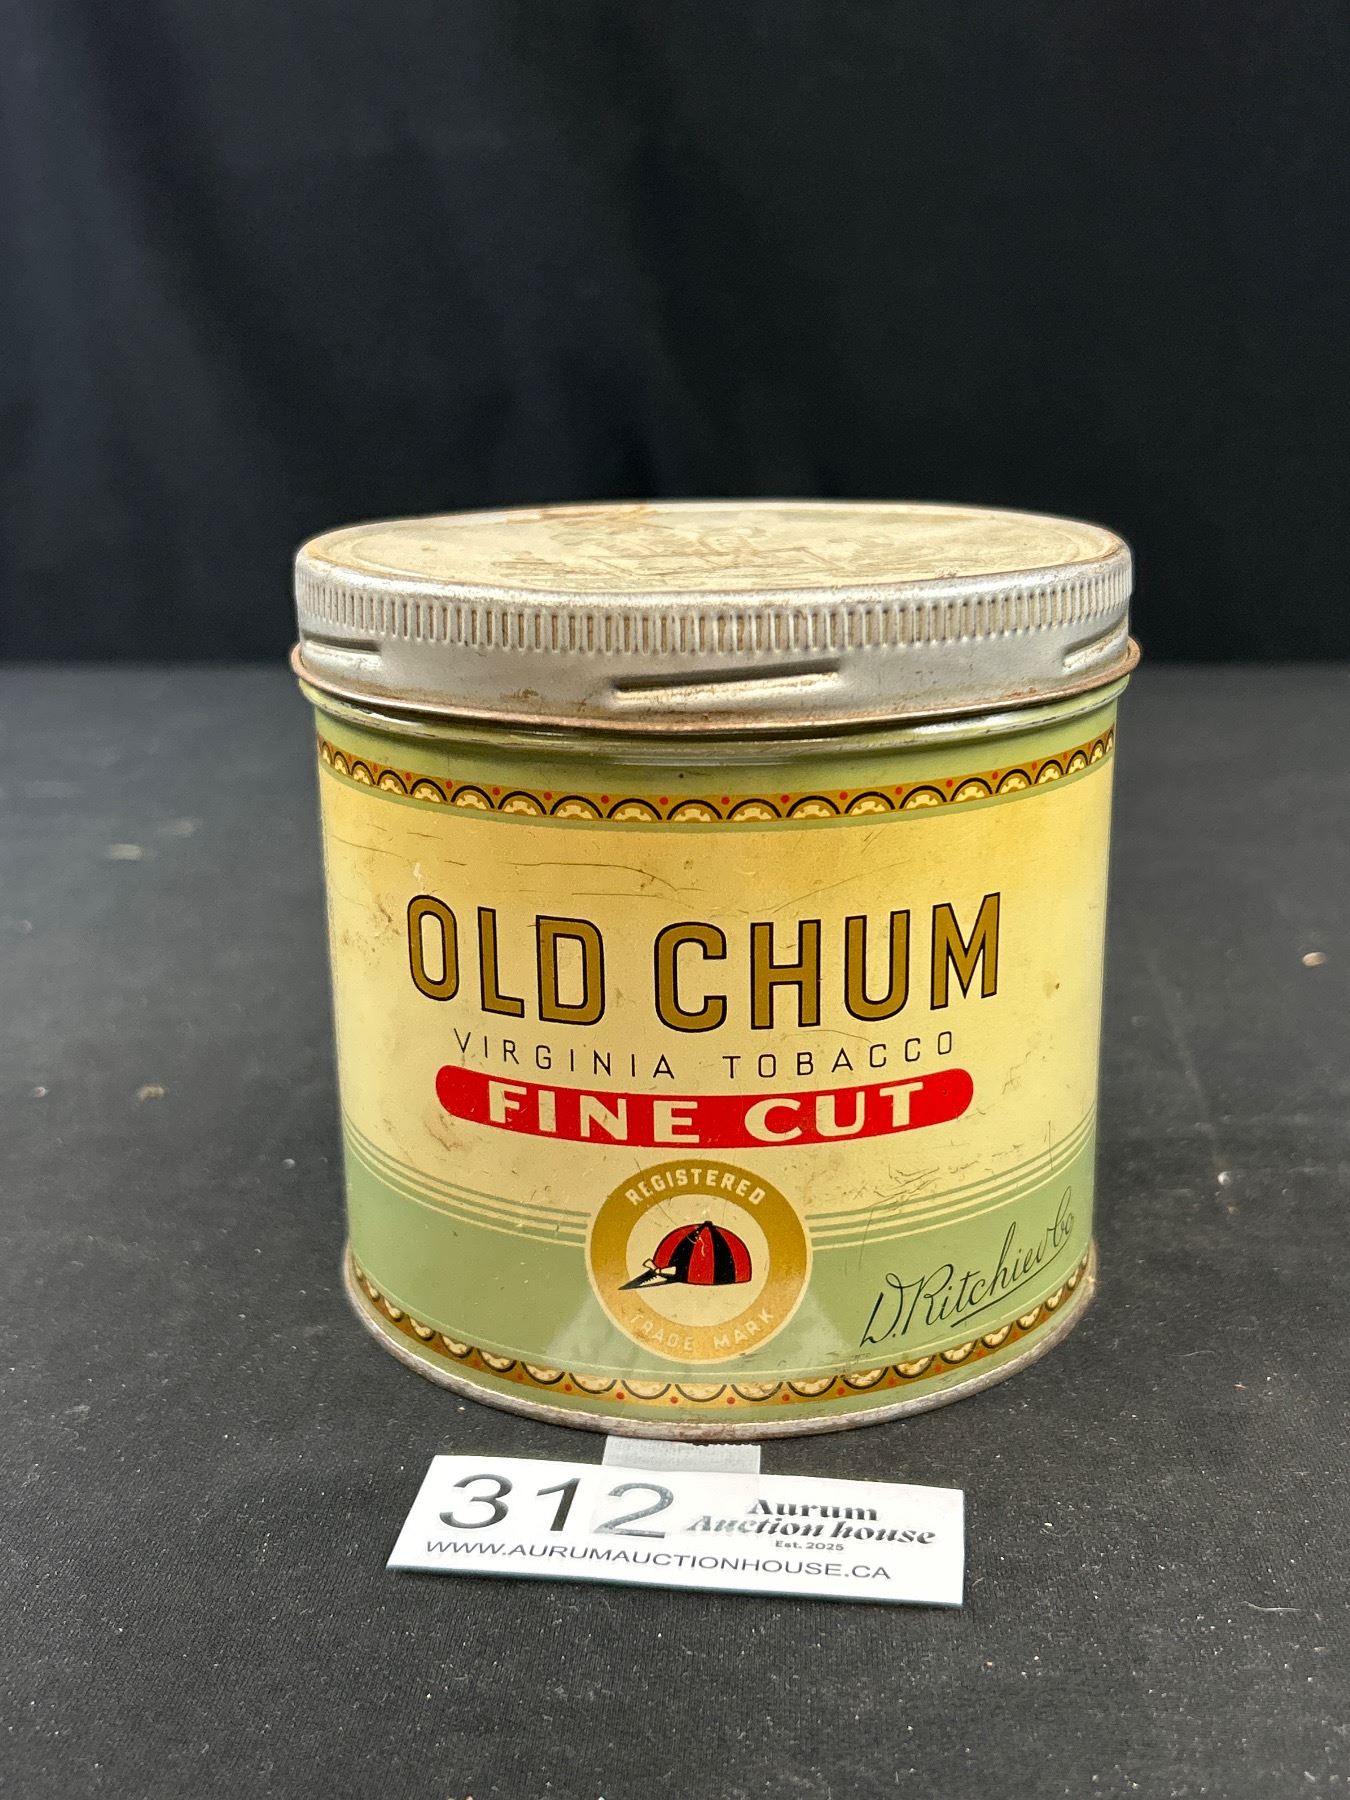 OLD CHUM
VIRGINIA TOBACCO
FINE CUT
REGISTERED
TRADE MARK
D. Ritchie & Co
312
Aurum
Auction house
Est. 2025
WWW.AURUMAUCTIONHOUSE.CA